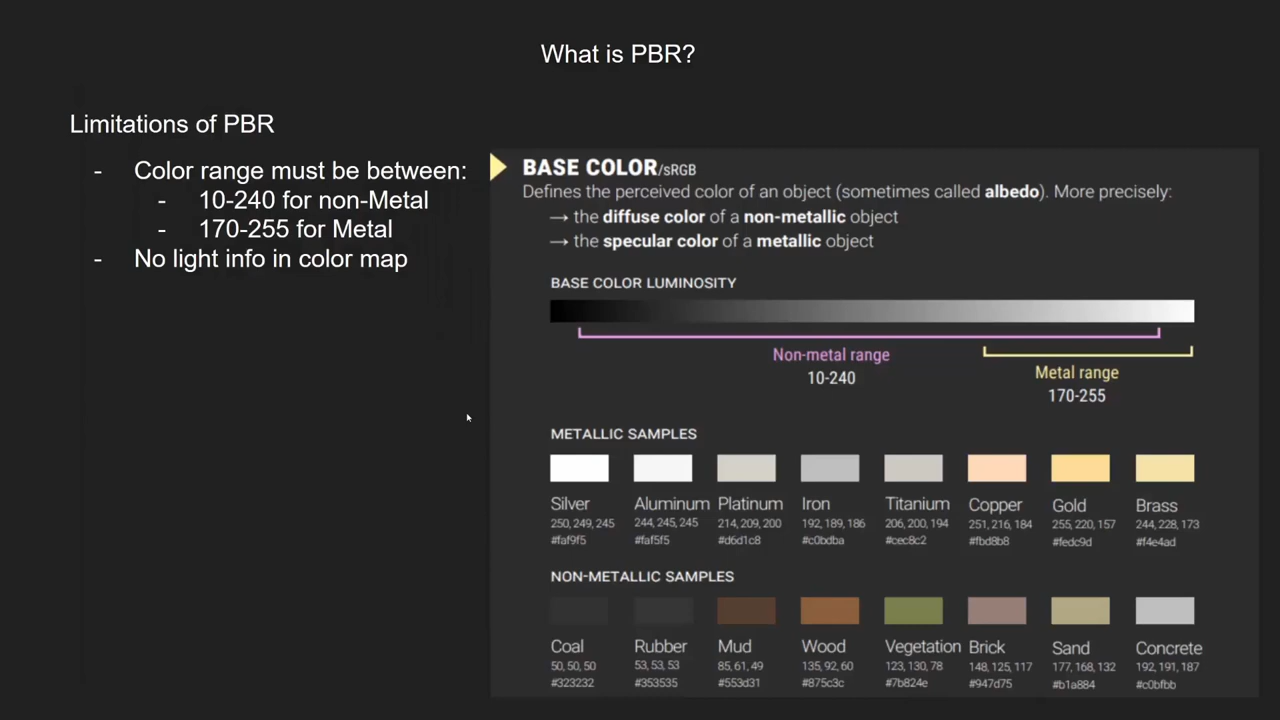 What is PBR?
Limitations of PBR
- Color range must be between:
- 10-240 for non-Metal
- 170-255 for Metal
- No light info in color map
BASE COLOR/sRGB
Defines the perceived color of an object (sometimes called albedo). More precisely:
→ the diffuse color of a non-metallic object
→ the specular color of a metallic object
BASE COLOR LUMINOSITY
Non-metal range
10-240
Metal range
170-255
METALLIC SAMPLES
Silver Aluminum Platinum Iron Titanium Copper Gold Brass
250, 249, 245 244, 245, 245 214, 209, 200 192, 189, 186 206, 200, 194 251, 216, 184 255, 220, 157 244, 228, 173
#faf9f5 #faf5f5 #d6d1c8 #c0bdba #cec8c2 #fbd8b8 #fedc9d #f4e4ad
NON-METALLIC SAMPLES
Coal Rubber Mud Wood Vegetation Brick Sand Concrete
50, 50, 50 53, 53, 53 85, 61, 49 135, 92, 60 123, 130, 78 148, 125, 117 177, 168, 132 192, 191, 187
#323232 #353535 #553d31 #875c3c #7b824e #947d75 #b1a884 #c0bfbb